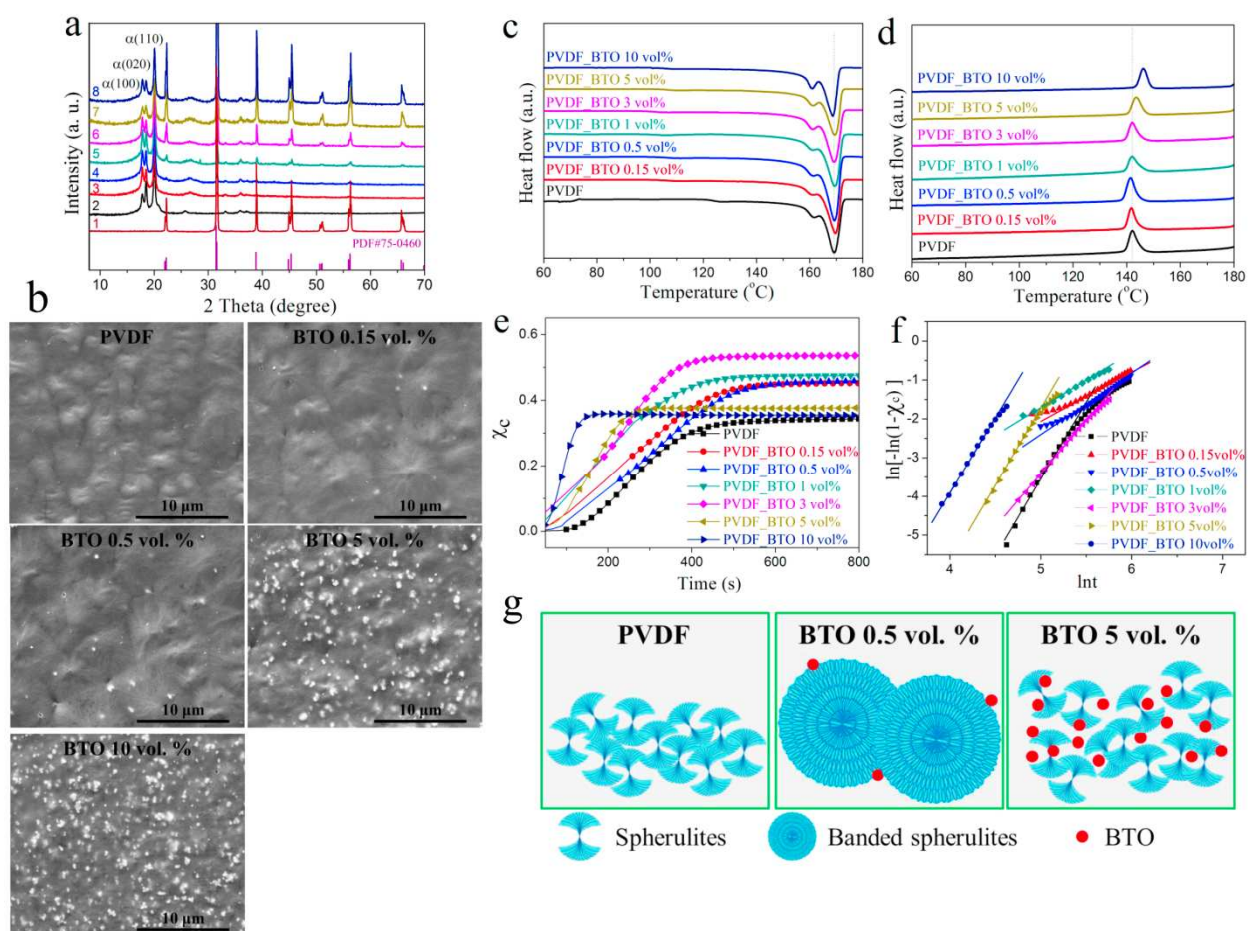 a
Intensity (a. u.)
α(110)
α(020)
α(100)
8
7
6
5
4
3
2
1
PDF#75-0460
10 20 30 40 50 60 70
2 Theta (degree)
b
PVDF
10 µm
BTO 0.15 vol. %
10 µm
BTO 0.5 vol. %
10 µm
BTO 5 vol. %
10 µm
BTO 10 vol. %
10 µm
c
Heat flow (a.u.)
PVDF_BTO 10 vol%
PVDF_BTO 5 vol%
PVDF_BTO 3 vol%
PVDF_BTO 1 vol%
PVDF_BTO 0.5 vol%
PVDF_BTO 0.15 vol%
PVDF
60 80 100 120 140 160 180
Temperature (°C)
d
Heat flow (a.u.)
PVDF_BTO 10 vol%
PVDF_BTO 5 vol%
PVDF_BTO 3 vol%
PVDF_BTO 1 vol%
PVDF_BTO 0.5 vol%
PVDF_BTO 0.15 vol%
PVDF
60 80 100 120 140 160 180
Temperature (°C)
e
χc
0.6
0.4
0.2
0.0
PVDF
PVDF_BTO 0.15 vol%
PVDF_BTO 0.5 vol%
PVDF_BTO 1 vol%
PVDF_BTO 3 vol%
PVDF_BTO 5 vol%
PVDF_BTO 10 vol%
200 400 600 800
Time (s)
f
ln[-ln(1-χc) ]
0
-1
-2
-3
-4
-5
PVDF
PVDF_BTO 0.15vol%
PVDF_BTO 0.5vol%
PVDF_BTO 1vol%
PVDF_BTO 3vol%
PVDF_BTO 5vol%
PVDF_BTO 10vol%
4 5 6 7
lnt
g
PVDF
BTO 0.5 vol. %
BTO 5 vol. %
Spherulites
Banded spherulites
BTO